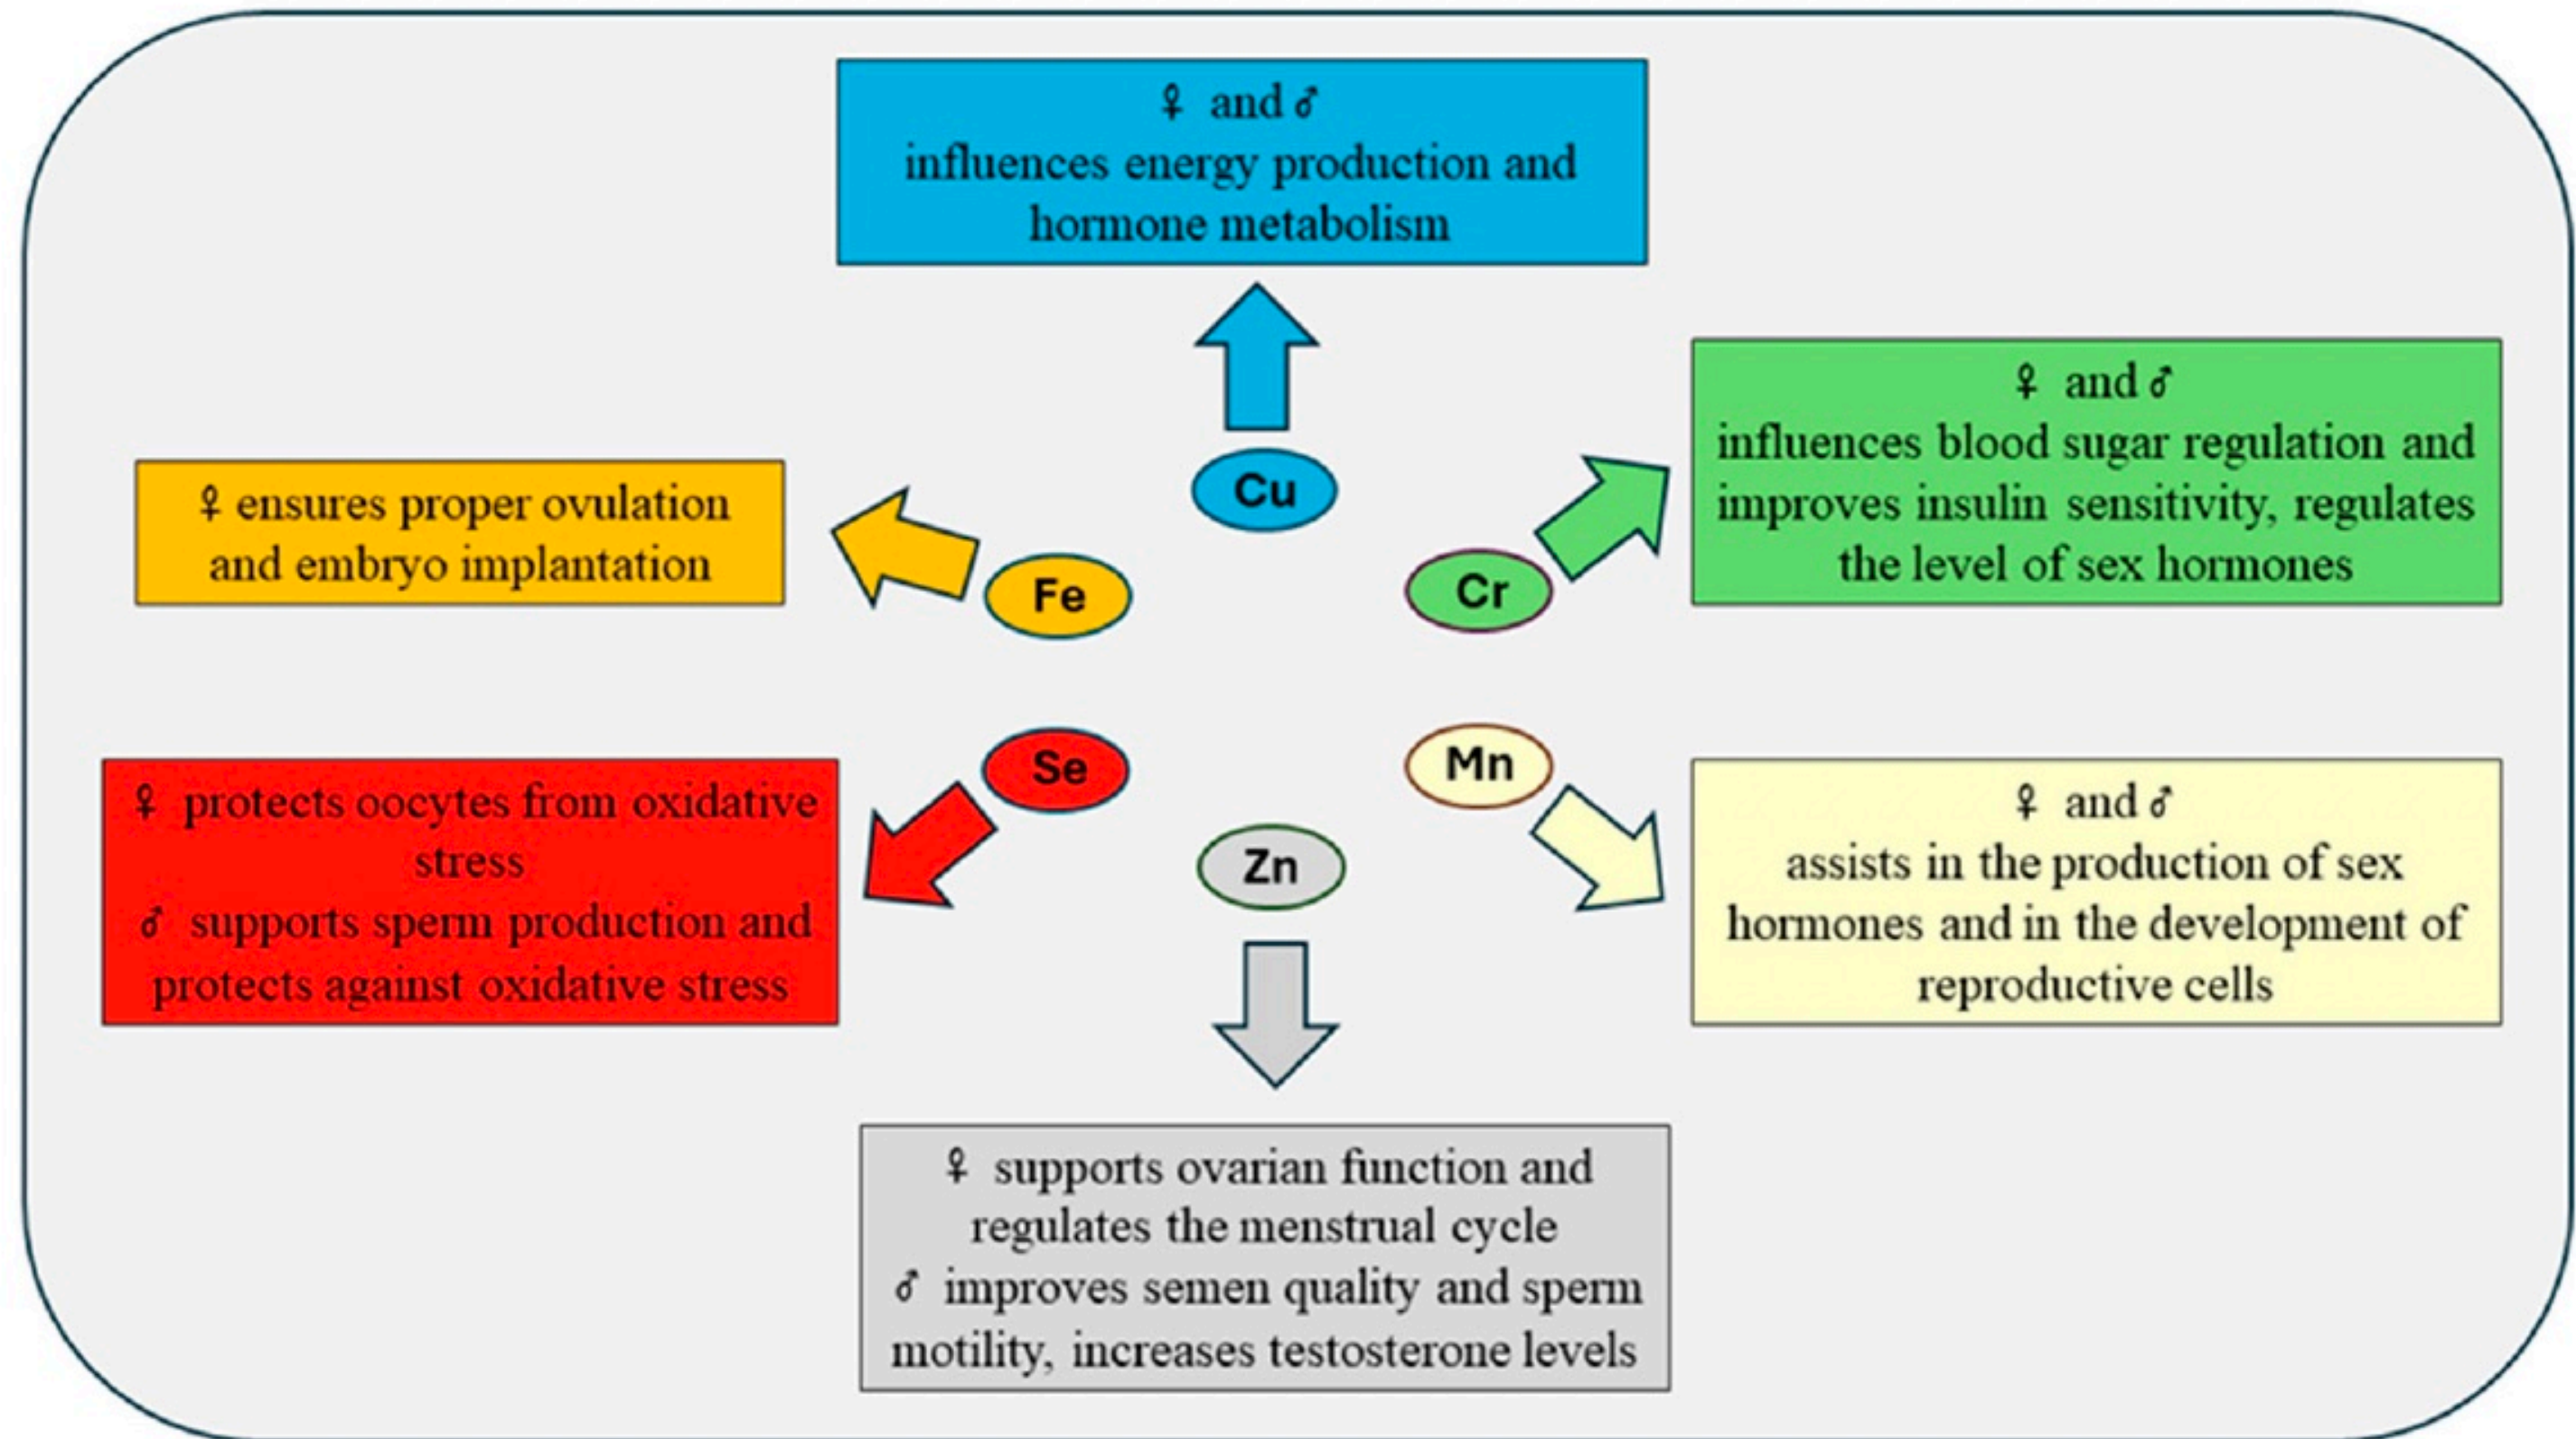 ♀ and ♂
influences energy production and
hormone metabolism
Cu
♀ and ♂
influences blood sugar regulation and
improves insulin sensitivity, regulates
the level of sex hormones
Cr
♀ ensures proper ovulation
and embryo implantation
Fe
Se
♀ protects oocytes from oxidative
stress
♂ supports sperm production and
protects against oxidative stress
Mn
♀ and ♂
assists in the production of sex
hormones and in the development of
reproductive cells
Zn
♀ supports ovarian function and
regulates the menstrual cycle
♂ improves semen quality and sperm
motility, increases testosterone levels